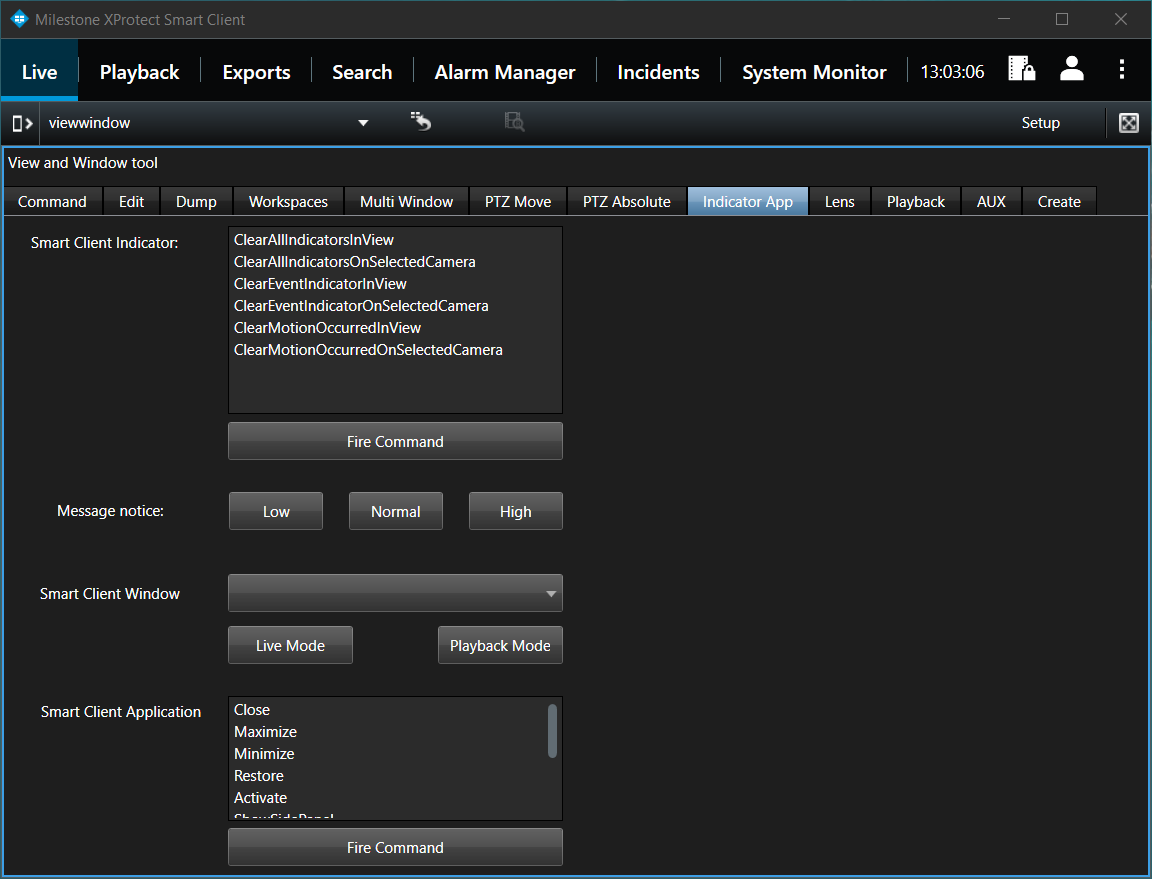 Milestone XProtect Smart Client
Live Playback Exports Search Alarm Manager Incidents System Monitor 13:03:06
viewwindow Setup
View and Window tool
Command Edit Dump Workspaces Multi Window PTZ Move PTZ Absolute Indicator App Lens Playback AUX Create
Smart Client Indicator:
ClearAllIndicatorsInView
ClearAllIndicatorsOnSelectedCamera
ClearEventIndicatorInView
ClearEventIndicatorOnSelectedCamera
ClearMotionOccurredInView
ClearMotionOccurredOnSelectedCamera
Fire Command
Message notice: Low Normal High
Smart Client Window
Live Mode Playback Mode
Smart Client Application
Close
Maximize
Minimize
Restore
Activate
ShowSidePanel
Fire Command